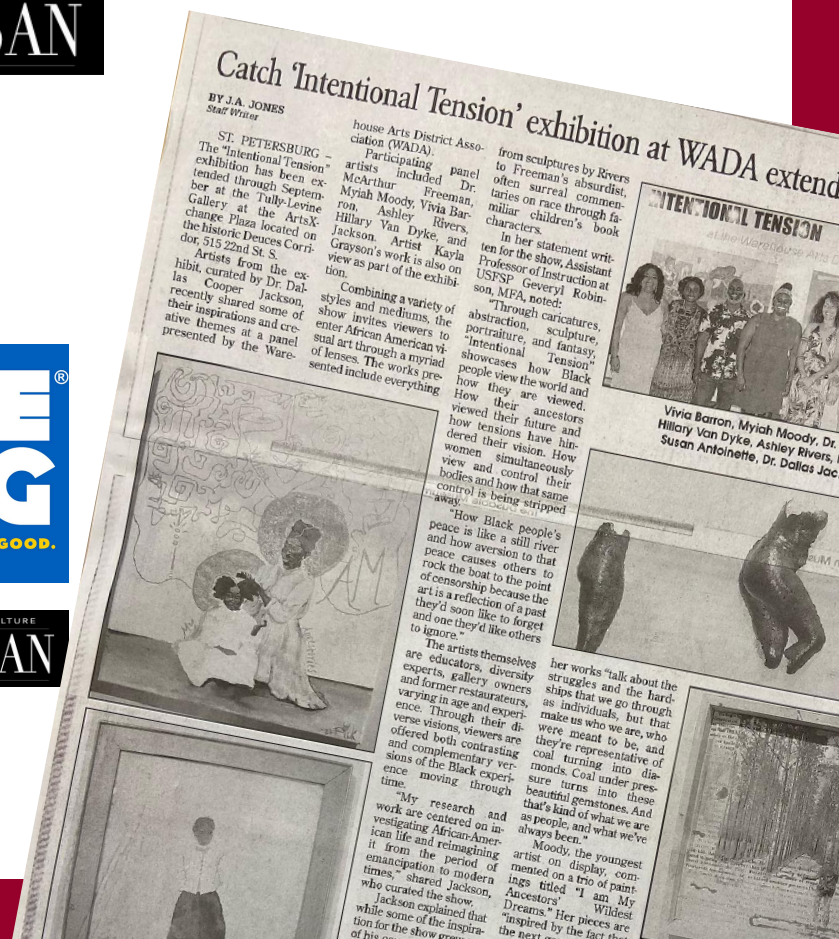 BAN
E®
G
GOOD.
LTURE
AN
Catch 'Intentional Tension' exhibition at WADA extend
BY J.A. JONES
Staff Writer
ST. PETERSBURG –
The "Intentional Tension"
exhibition has been ex-
tended through Septem-
ber at the Tully-Levine
Gallery at the ArtsX-
change Plaza located on
the historic Deuces Corri-
dor, 515 22nd St. S.
Artists from the ex-
hibit, curated by Dr. Dal-
las Cooper Jackson,
recently shared some of
their inspirations and cre-
ative themes at a panel
presented by the Ware-
house Arts District Asso-
ciation (WADA).
Participating panel
artists included Dr.
McArthur Freeman,
Myiah Moody, Vivia Bar-
ron, Ashley Rivers,
Hillary Van Dyke, and
Jackson. Artist Kayla
Grayson's work is also on
view as part of the exhibi-
tion.
Combining a variety of
styles and mediums, the
show invites viewers to
enter African American vi-
sual art through a myriad
of lenses. The works pre-
sented include everything
from sculptures by Rivers
to Freeman's absurdist,
often surreal commen-
taries on race through fa-
miliar children's book
characters.
In her statement writ-
ten for the show, Assistant
Professor of Instruction at
USFSP Geveryl Robin-
son, MFA, noted:
"Through caricatures,
abstraction, sculpture,
portraiture, and fantasy,
"Intentional Tension"
showcases how Black
people view the world and
how they are viewed.
How their ancestors
viewed their future and
how tensions have hin-
dered their vision. How
women simultaneously
view and control their
bodies and how that same
control is being stripped
away.
"How Black people's
peace is like a still river
and how aversion to that
peace causes others to
rock the boat to the point
of censorship because the
art is a reflection of a past
they'd soon like to forget
and one they'd like others
to ignore."
The artists themselves
are educators, diversity
experts, gallery owners
and former restaurateurs,
varying in age and experi-
ence. Through their di-
verse visions, viewers are
offered both contrasting
and complementary ver-
sions of the Black experi-
ence moving through
time.
"My research and
work are centered on in-
vestigating African-Amer-
ican life and reimagining
it from the period of
emancipation to modern
times," shared Jackson,
who curated the show.
Jackson explained that
while some of the inspira-
tion for the show grew
INTENTIONAL TENSION
at the Warehouse Arts D
Vivia Barron, Myiah Moody, Dr.
Hillary Van Dyke, Ashley Rivers,
Susan Antoinette, Dr. Dallas Jac
AM
her works "talk about the
struggles and the hard-
ships that we go through
as individuals, but that
make us who we are, who
were meant to be, and
they're representative of
coal turning into dia-
monds. Coal under pres-
sure turns into these
beautiful gemstones. And
that's kind of what we are
as people, and what we've
always been."
Moody, the youngest
artist on display, com-
mented on a trio of paint-
ings titled "I am My
Ancestors' Wildest
Dreams." Her pieces are
"inspired by the fact that